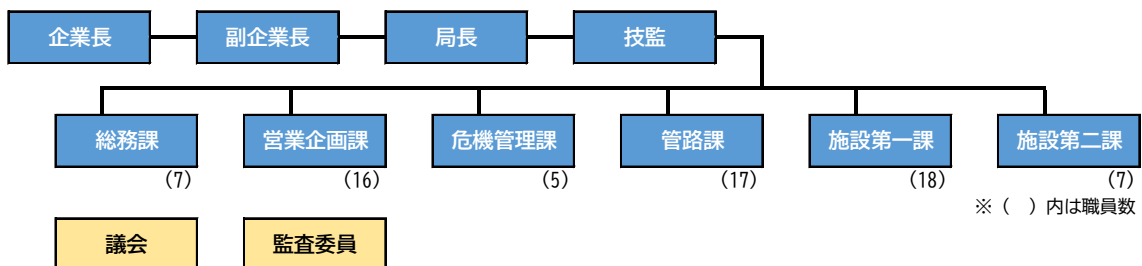 企業長 副企業長 局長 技監
総務課 営業企画課 危機管理課 管路課 施設第一課 施設第二課
(7) (16) (5) (17) (18) (7)
※（　）内は職員数
議会 監査委員